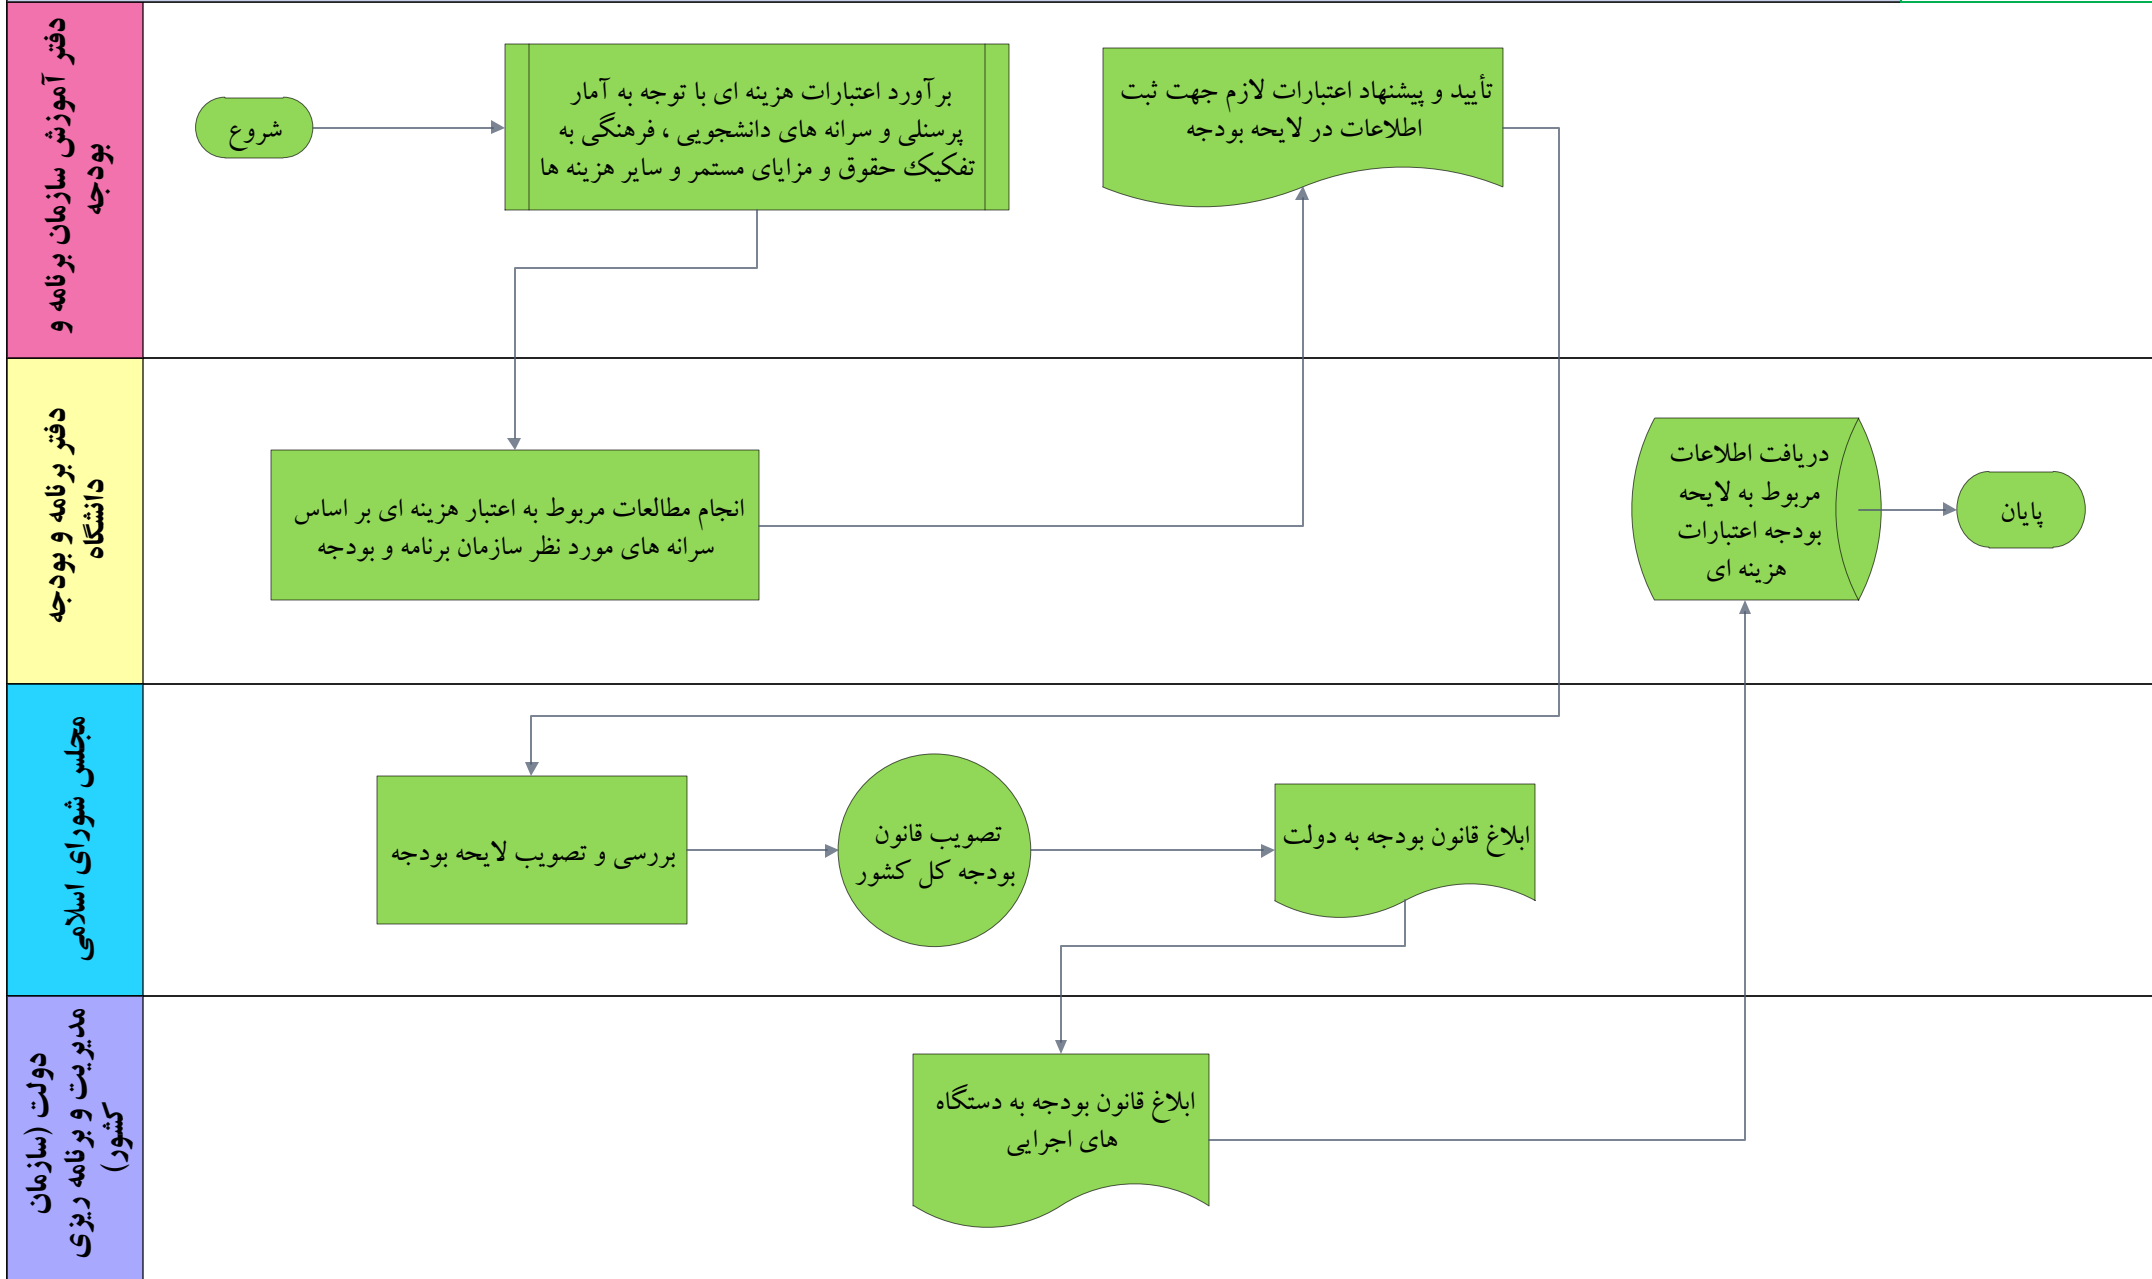 دفتر آموزش سازمان برنامه و
بودجه
شروع
برآورد اعتبارات هزینه ای با توجه به آمار
پرسنلی و سرانه های دانشجویی ، فرهنگی به
تفکیک حقوق و مزایای مستمر و سایر هزینه ها
تأیید و پیشنهاد اعتبارات لازم جهت ثبت
اطلاعات در لایحه بودجه
دفتر برنامه و بودجه
دانشگاه
انجام مطالعات مربوط به اعتبار هزینه ای بر اساس
سرانه های مورد نظر سازمان برنامه و بودجه
دریافت اطلاعات
مربوط به لایحه
بودجه اعتبارات
هزینه ای
پایان
مجلس شورای اسلامی
بررسی و تصویب لایحه بودجه
تصویب قانون
بودجه کل کشور
ابلاغ قانون بودجه به دولت
دولت (سازمان
مدیریت و برنامه ریزی
کشور)
ابلاغ قانون بودجه به دستگاه
های اجرایی